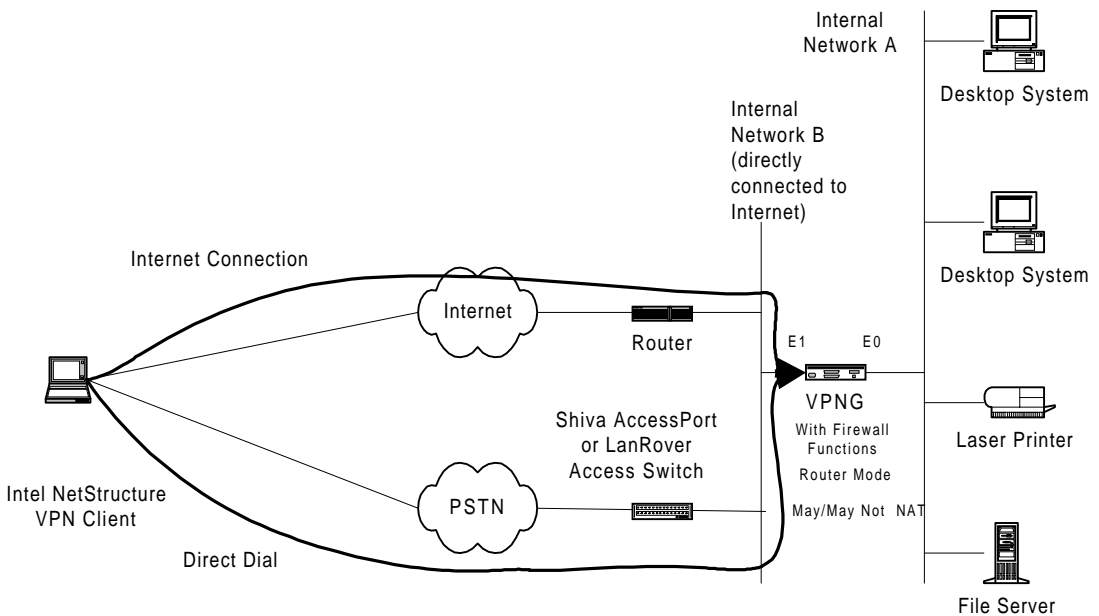 Internal
Network A
Desktop System
Internal
Network B
(directly
connected to
Internet)
Desktop System
Internet Connection
Internet
Router
E1
E0
VPNG
With Firewall
Functions
Router Mode
May/May Not NAT
Laser Printer
Shiva AccessPort
or LanRover
Access Switch
Intel NetStructure
VPN Client
PSTN
Direct Dial
File Server